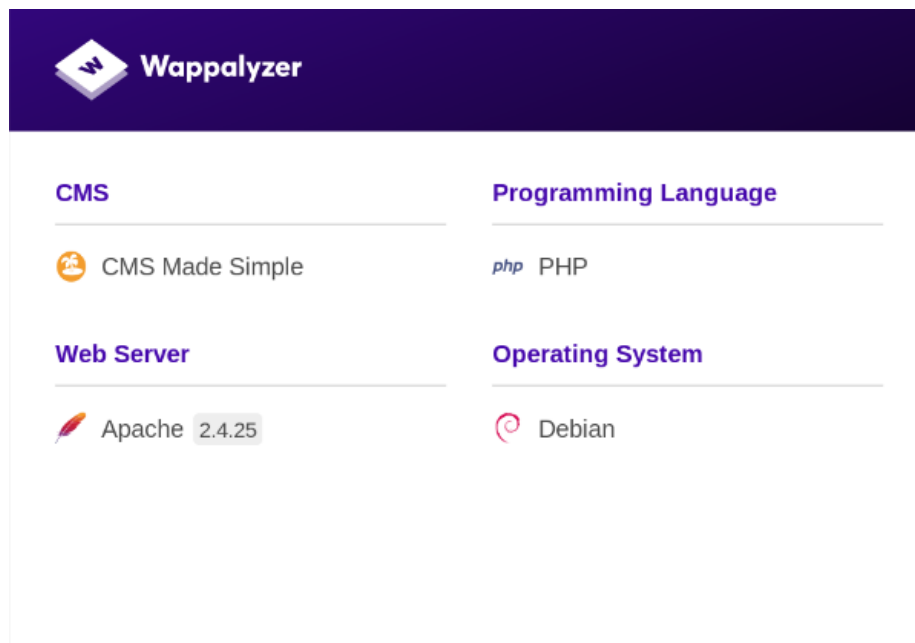 W Wappalyzer
CMS
CMS Made Simple
Programming Language
php PHP
Web Server
Apache 2.4.25
Operating System
Debian